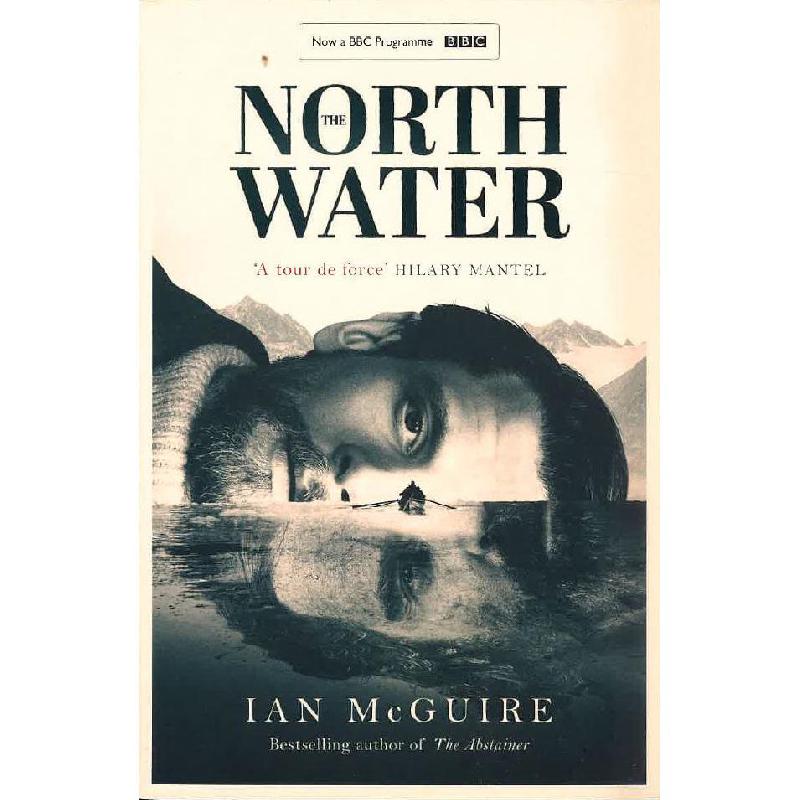 Now a BBC Programme BBC
THE
NORTH
WATER
'A tour de force' HILARY MANTEL
IAN McGUIRE
Bestselling author of The Abstainer